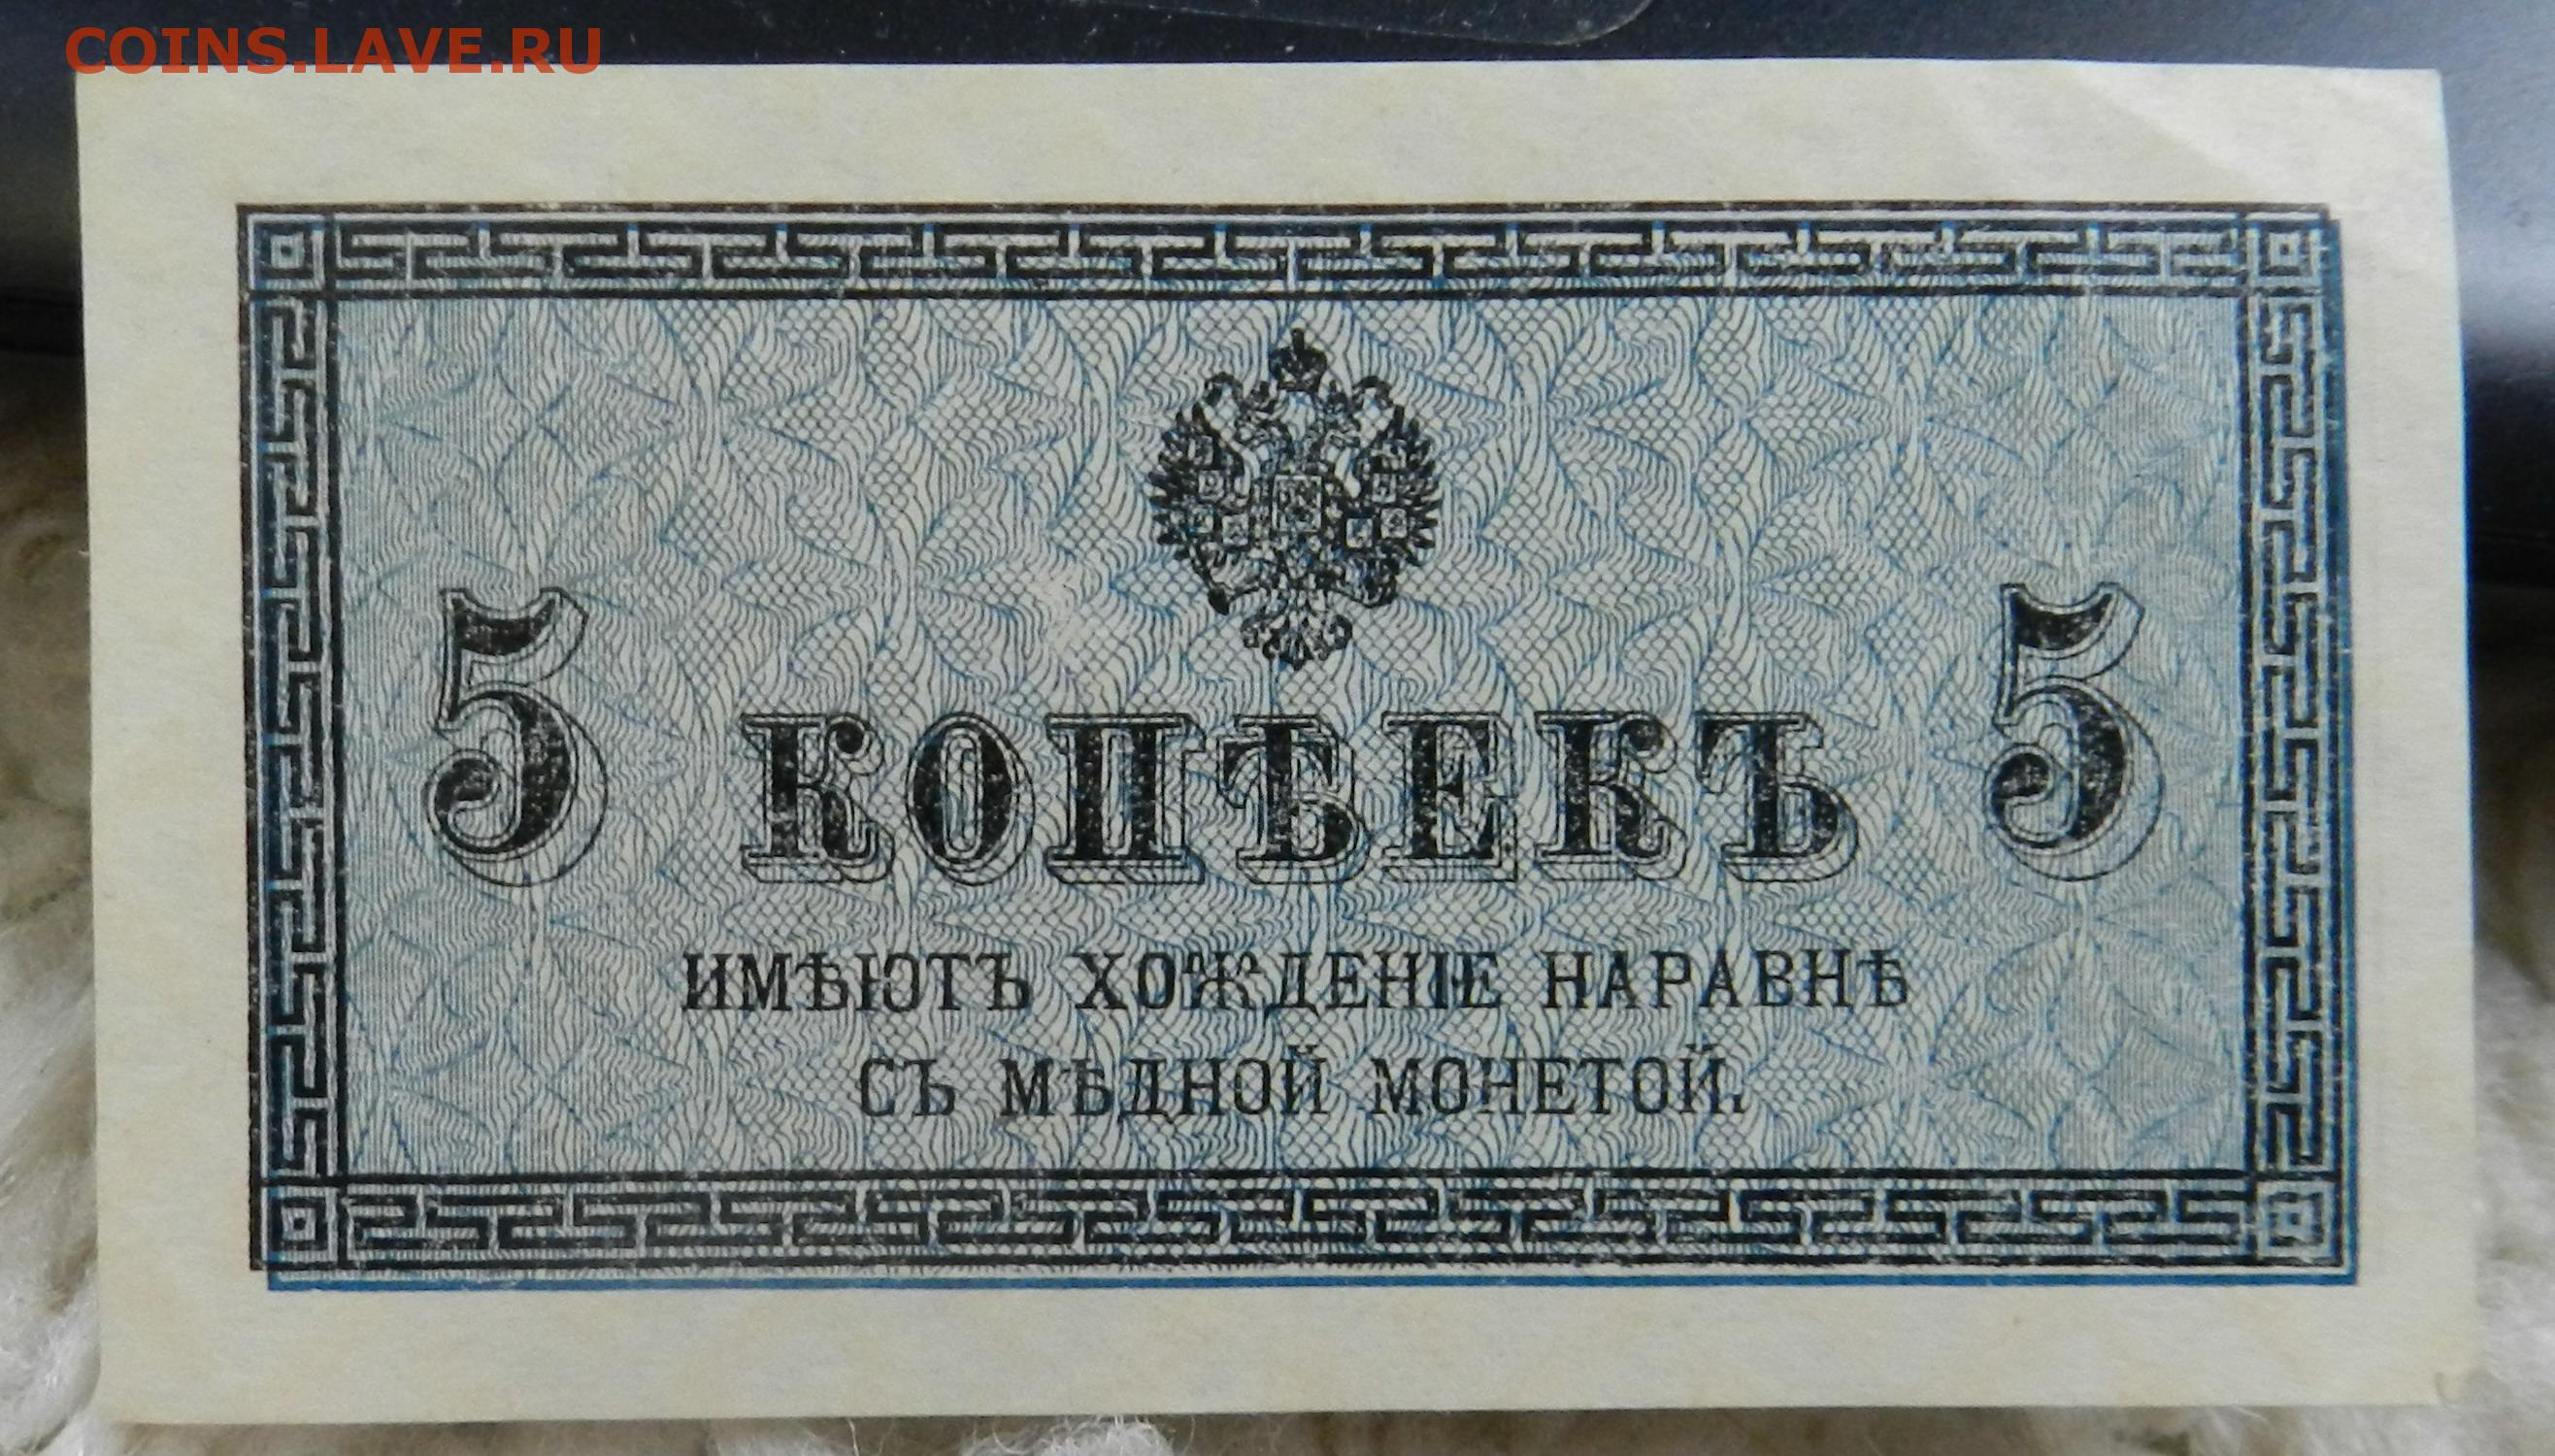 COINS.LAVE.RU
5 КОПѢЕКЪ 5
ИМѢЮТЪ ХОЖДЕНІЕ НАРАВНѢ
СЪ МѢДНОЙ МОНЕТОЙ.